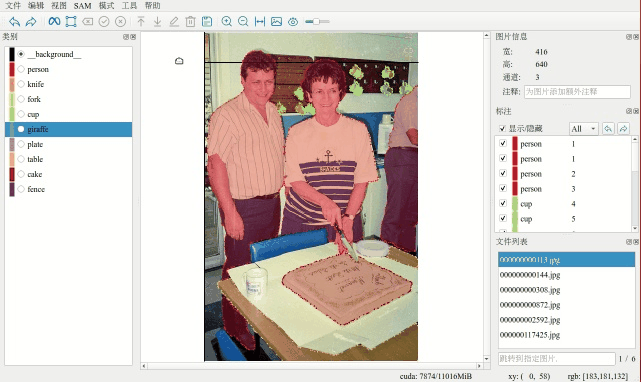 文件 编辑 视图 SAM 模式 工具 帮助
类别
__background__
person
knife
fork
cup
giraffe
plate
table
cake
fence
图片信息
宽: 416
高: 640
通道: 3
注释: 为图片添加额外注释
标注
显示/隐藏 All
person 1
person 1
person 2
person 3
cup 4
cup 5
文件列表
000000000113.jpg
000000000144.jpg
000000000308.jpg
000000000872.jpg
000000002592.jpg
000000117425.jpg
跳转到指定图片. 1 / 6
cuda: 7874/11016MiB xy: ( 0, 58) rgb: [183,181,132]